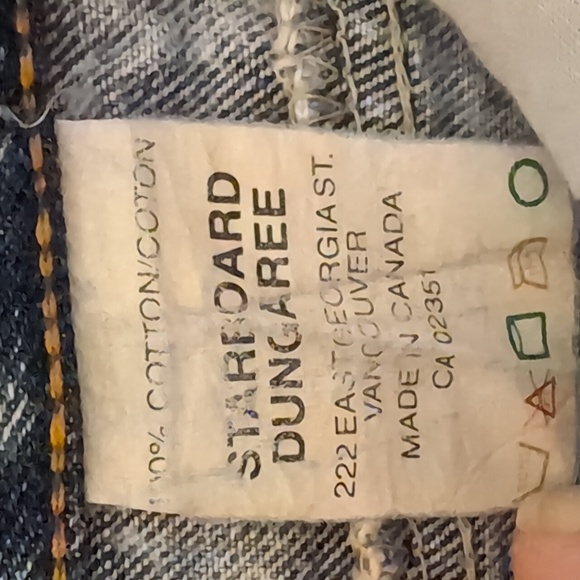 100% COTTON/COTON
STARBOARD
DUNGAREE
222 EAST GEORGIA ST.
VANCOUVER
MADE IN CANADA
CA 02351